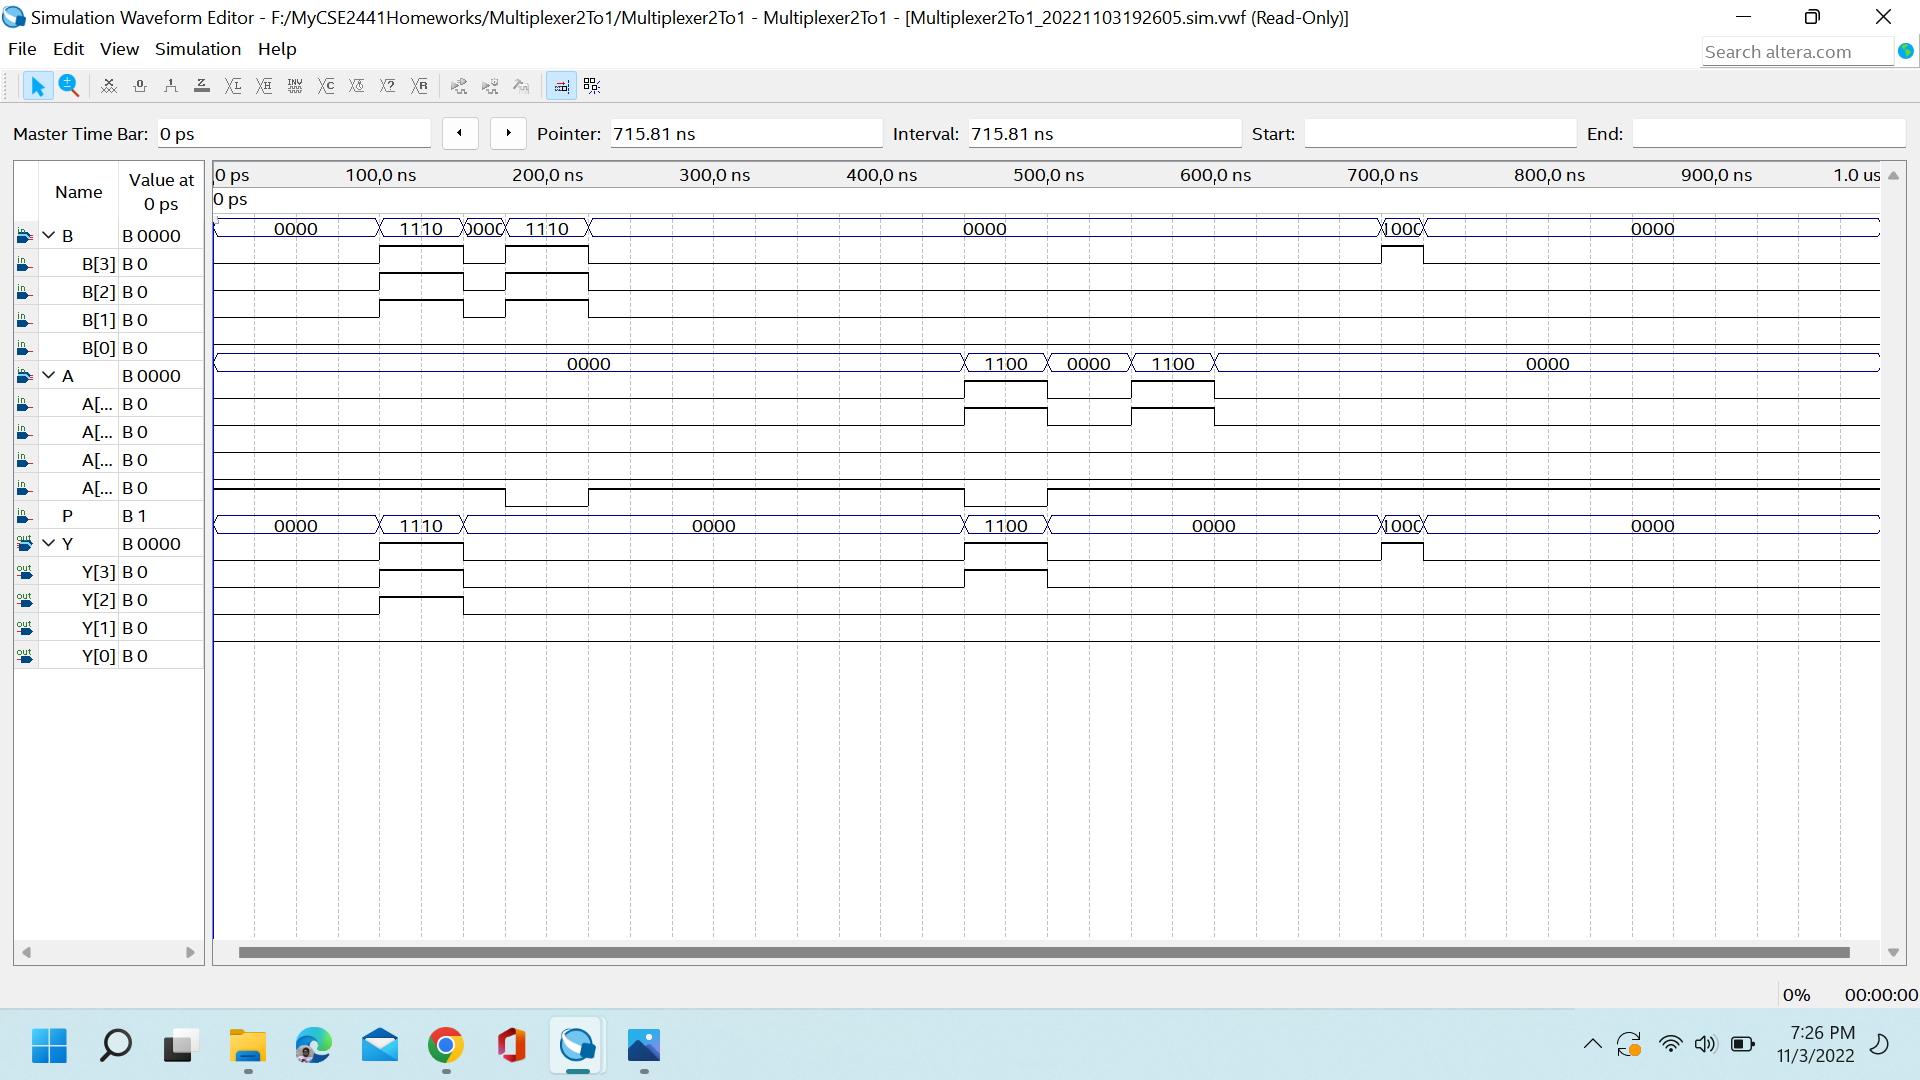 Simulation Waveform Editor - F:/MyCSE2441Homeworks/Multiplexer2To1/Multiplexer2To1 - Multiplexer2To1 - [Multiplexer2To1_20221103192605.sim.vwf (Read-Only)]
File Edit View Simulation Help
Search altera.com
Master Time Bar: 0 ps Pointer: 715.81 ns Interval: 715.81 ns Start: End:
Name Value at 0 ps
0 ps 100,0 ns 200,0 ns 300,0 ns 400,0 ns 500,0 ns 600,0 ns 700,0 ns 800,0 ns 900,0 ns 1.0 us
0 ps
B B 0000 0000 1110 0000 1110 0000 1000 0000
B[3] B 0
B[2] B 0
B[1] B 0
B[0] B 0
A B 0000 0000 1100 0000 1100 0000
A[... B 0
A[... B 0
A[... B 0
A[... B 0
P B 1
Y B 0000 0000 1110 0000 1100 0000 1000 0000
Y[3] B 0
Y[2] B 0
Y[1] B 0
Y[0] B 0
0% 00:00:00
7:26 PM
11/3/2022